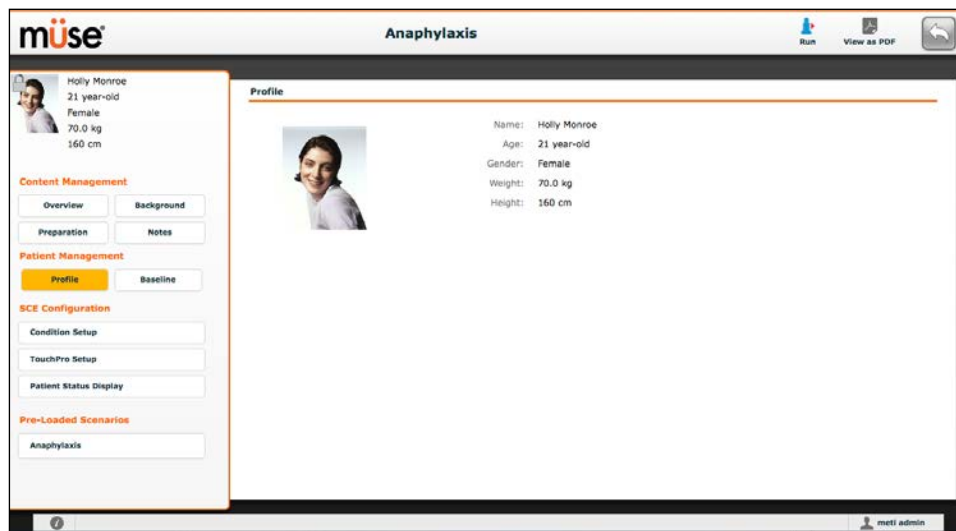 müse
Anaphylaxis
Run
View as PDF
Holly Monroe
21 year-old
Female
70.0 kg
160 cm
Content Management
Overview
Background
Preparation
Notes
Patient Management
Profile
Baseline
SCE Configuration
Condition Setup
TouchPro Setup
Patient Status Display
Pre-Loaded Scenarios
Anaphylaxis
Profile
Name: Holly Monroe
Age: 21 year-old
Gender: Female
Weight: 70.0 kg
Height: 160 cm
meti admin